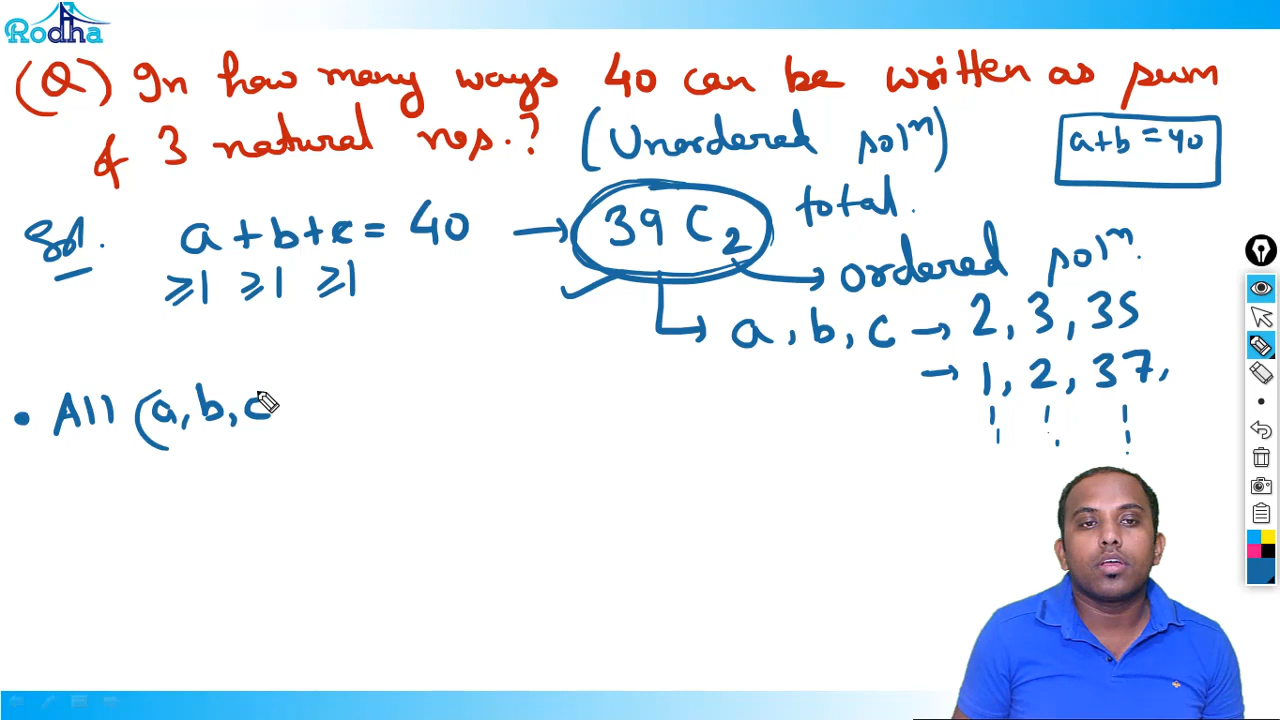 Rodha
(Q) In how many ways 40 can be written as sum
of 3 natural nos.? (Unordered solⁿ)
a+b=40
Sol. a+b+c=40 → 39C₂ total.
≥1 ≥1 ≥1
ordered solⁿ.
a, b, c → 2, 3, 35
→ 1, 2, 37,
• All (a, b, c